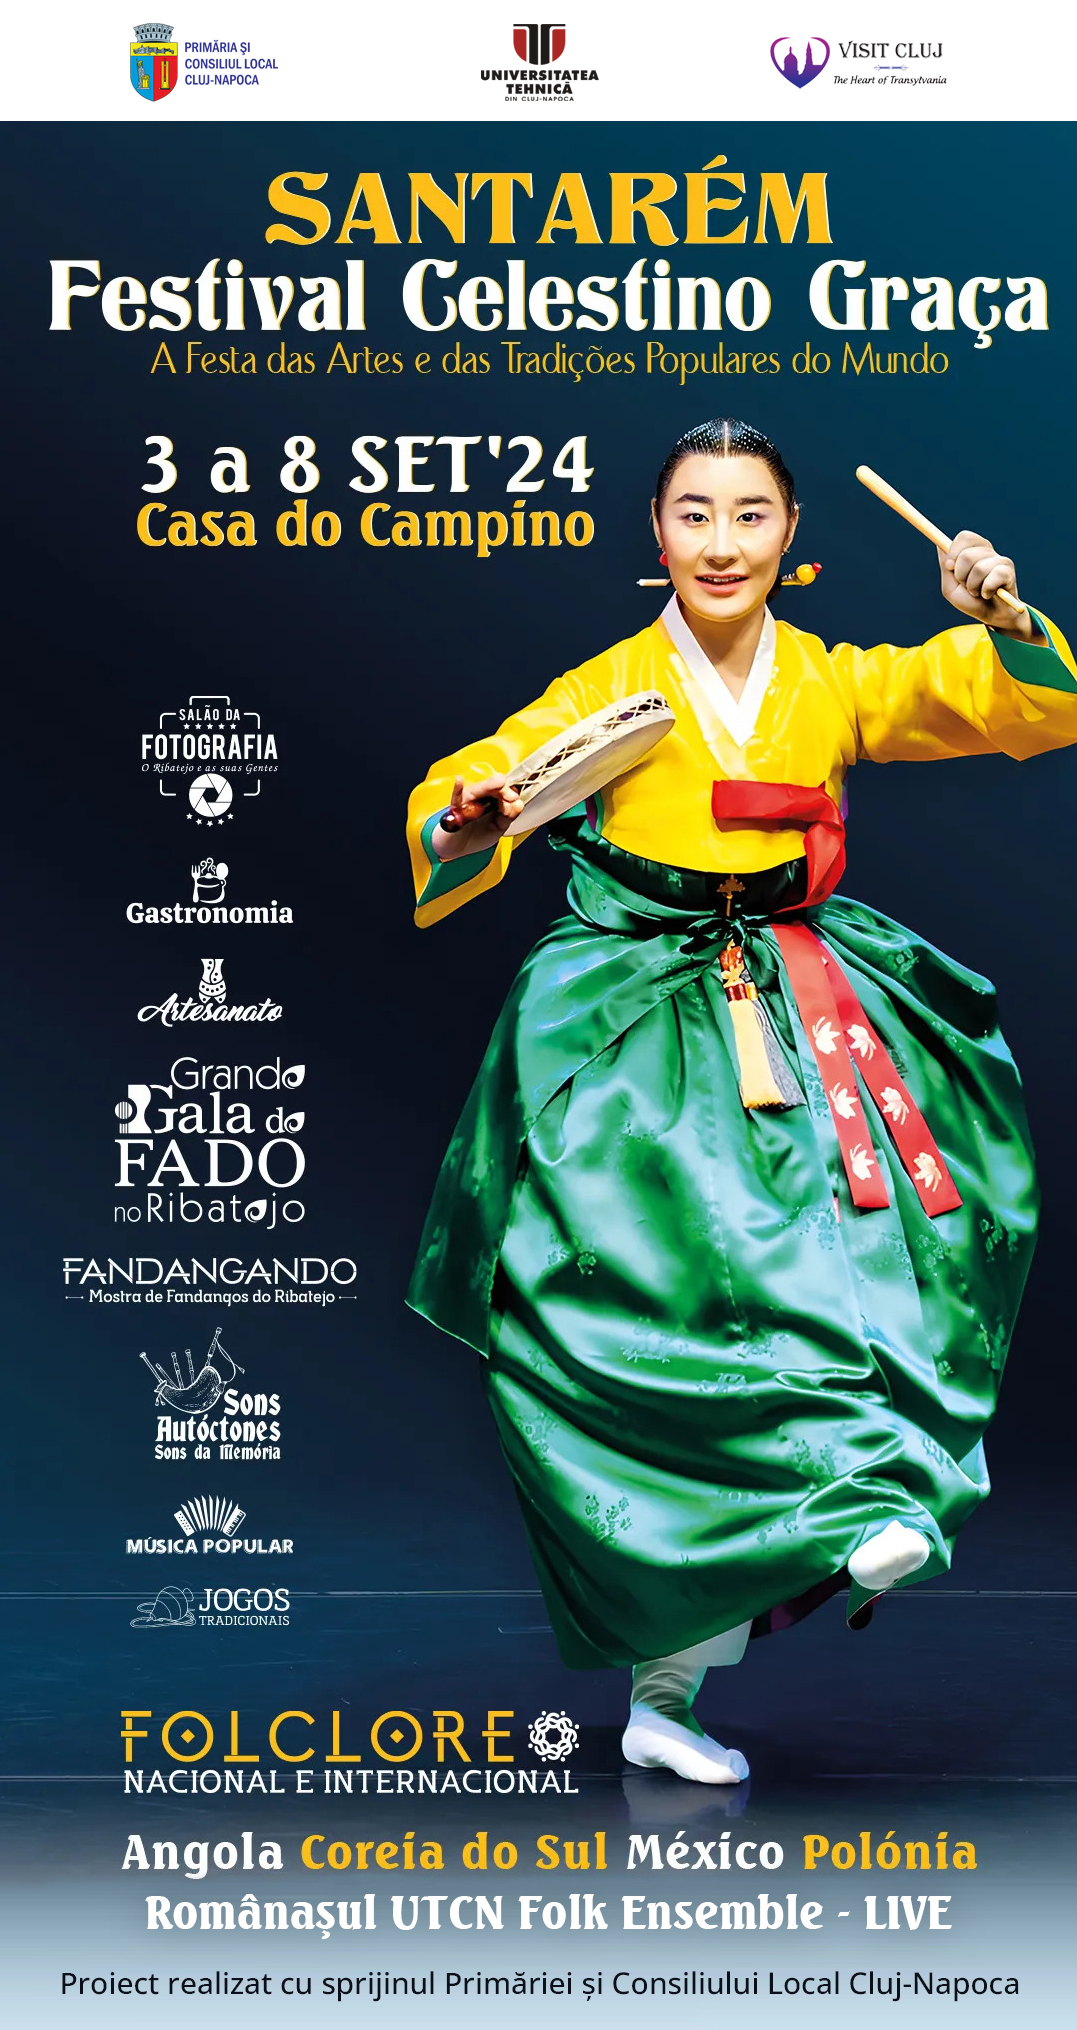 PRIMĂRIA ŞI
CONSILIUL LOCAL
CLUJ-NAPOCA
UNIVERSITATEA
TEHNICĂ
DIN CLUJ-NAPOCA
VISIT CLUJ
The Heart of Transylvania
SANTARÉM
Festival Celestino Graça
A Festa das Artes e das Tradições Populares do Mundo
3 a 8 SET'24
Casa do Campino
SALÃO DA
FOTOGRAFIA
O Ribatejo e as suas Gentes
Gastronomia
Artesanato
Grande
Gala do
FADO
no Ribatejo
FANDANGANDO
Mostra de Fandangos do Ribatejo
Sons
Autóctones
Sons da Memória
MÚSICA POPULAR
JOGOS
TRADICIONAIS
FOLCLORE
NACIONAL E INTERNACIONAL
Angola Coreia do Sul México Polónia
Românașul UTCN Folk Ensemble - LIVE
Proiect realizat cu sprijinul Primăriei și Consiliului Local Cluj-Napoca